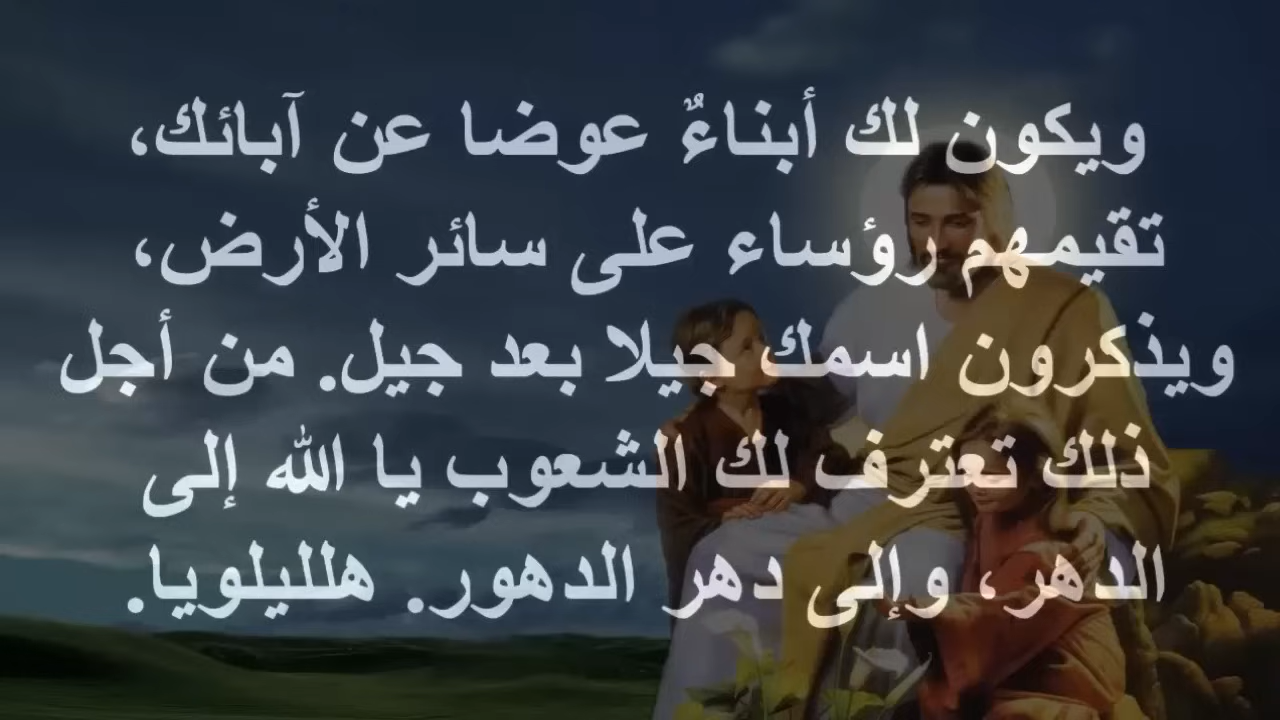 ويكون لك أبناءٌ عوضا عن آبائك،
تقيمهم رؤساء على سائر الأرض،
ويذكرون اسمك جيلا بعد جيل. من أجل
ذلك تعترف لك الشعوب يا الله إلى
الدهر، وإلى دهر الدهور. هلليلويا.